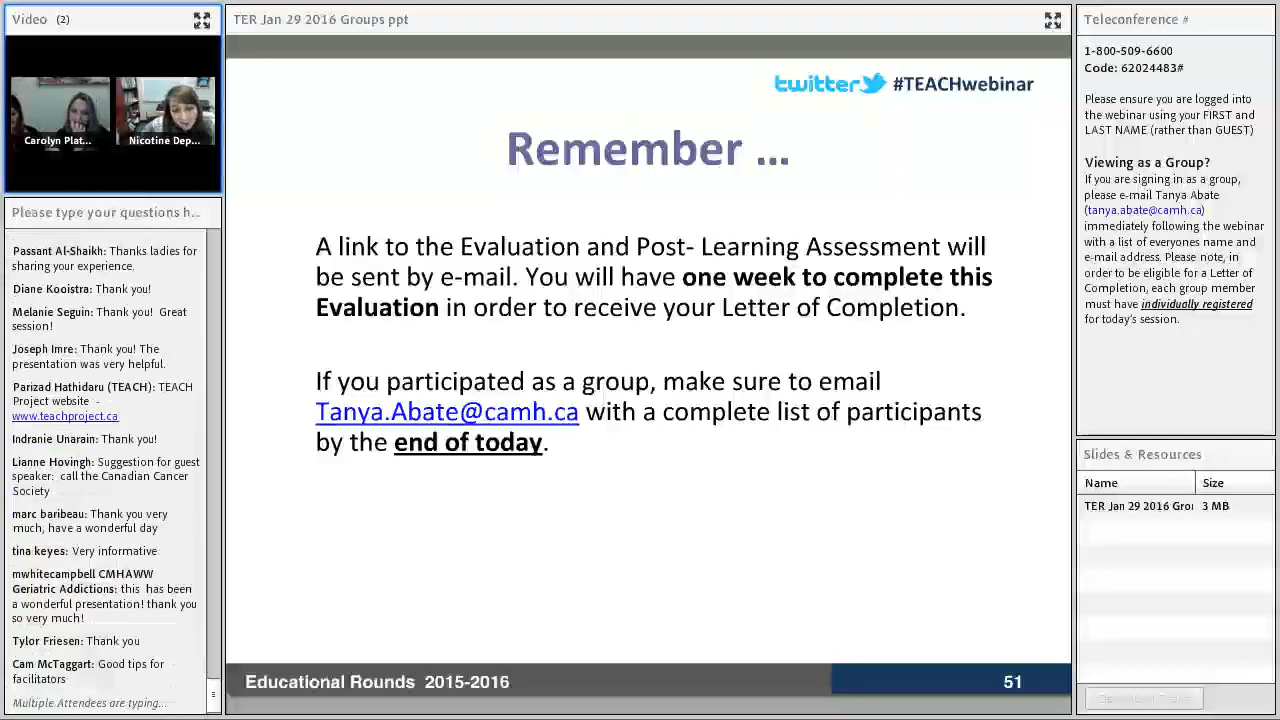 Video (2)
Carolyn Plat...
Nicotine Dep...
Please type your questions h...
Passant Al-Shaikh: Thanks ladies for
sharing your experience.
Diane Kooistra: Thank you!
Melanie Seguin: Thank you! Great
session!
Joseph Imre: Thank you! The
presentation was very helpful.
Parizad Hathidaru (TEACH): TEACH
Project website -
www.teachproject.ca
Indranie Unarain: Thank you!
Lianne Hovingh: Suggestion for guest
speaker: call the Canadian Cancer
Society
marc baribeau: Thank you very
much, have a wonderful day
tina keyes: Very informative
mwhitecampbell CMHAWW
Geriatric Addictions: this has been
a wonderful presentation! thank you
so very much!
Tylor Friesen: Thank you
Cam McTaggart: Good tips for
facilitators
Multiple Attendees are typing...
TER Jan 29 2016 Groups ppt
twitter #TEACHwebinar
Remember ...
A link to the Evaluation and Post- Learning Assessment will
be sent by e-mail. You will have one week to complete this
Evaluation in order to receive your Letter of Completion.
If you participated as a group, make sure to email
Tanya.Abate@camh.ca with a complete list of participants
by the end of today.
Educational Rounds 2015-2016
51
Teleconference #
1-800-509-6600
Code: 62024483#
Please ensure you are logged into
the webinar using your FIRST and
LAST NAME (rather than GUEST)
Viewing as a Group?
If you are signing in as a group,
please e-mail Tanya Abate
(tanya.abate@camh.ca)
immediately following the webinar
with a list of everyones name and
e-mail address. Please note, in
order to be eligible for a Letter of
Completion, each group member
must have individually registered
for today's session.
Slides & Resources
Name Size
TER Jan 29 2016 Gro 3 MB